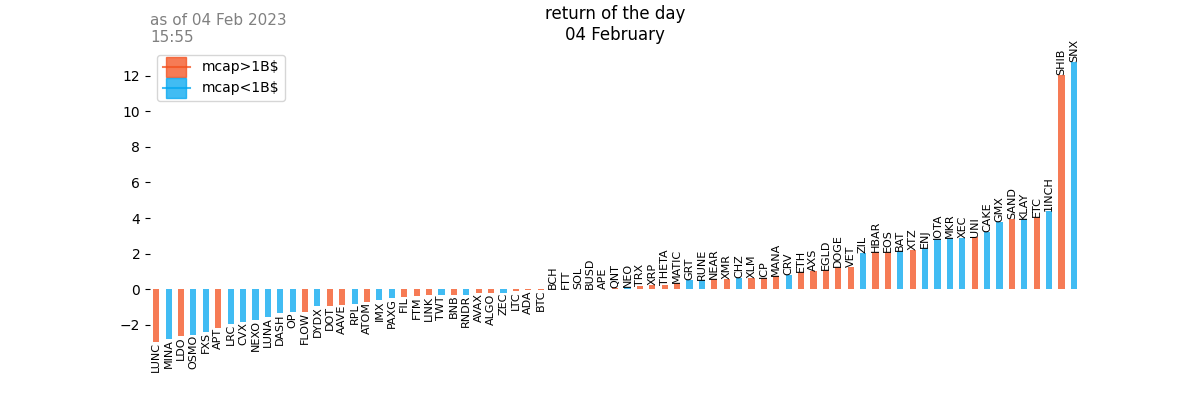 as of 04 Feb 2023
15:55
return of the day
04 February
mcap>1B$
mcap<1B$
12
10
8
6
4
2
0
−2
LUNC
MINA
LDO
OSMO
FXS
APT
LRC
CVX
NEXO
LUNA
DASH
OP
FLOW
DYDX
DOT
AAVE
RPL
ATOM
IMX
PAXG
FIL
FTM
LINK
TWT
BNB
RNDR
AVAX
ALGO
ZEC
LTC
ADA
BTC
BCH
FTT
SOL
BUSD
APE
QNT
NEO
TRX
XRP
THETA
MATIC
GRT
RUNE
NEAR
XMR
CHZ
XLM
ICP
MANA
CRV
ETH
AXS
EGLD
DOGE
VET
ZIL
HBAR
EOS
BAT
XTZ
ENJ
IOTA
MKR
XEC
UNI
CAKE
GMX
SAND
KLAY
ETC
1INCH
SHIB
SNX